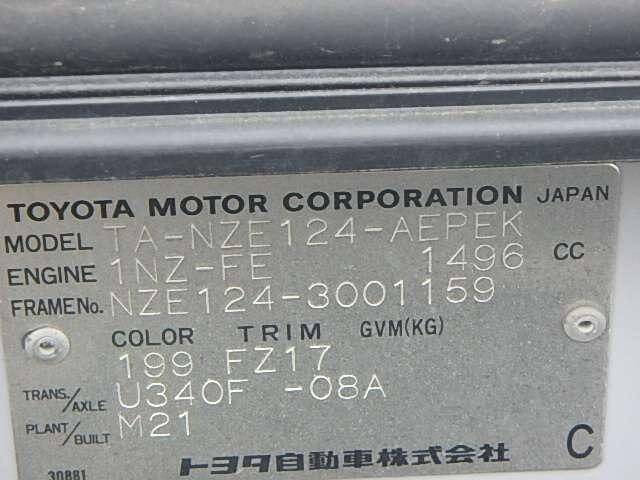 TOYOTA MOTOR CORPORATION JAPAN
MODEL TA-NZE124-AEPEK
ENGINE 1NZ-FE 1496 CC
FRAME No. NZE124-3001159
COLOR TRIM GVM(KG)
199 FZ17
TRANS./AXLE U340F -08A
PLANT/BUILT M21
30881 トヨタ自動車株式会社 C